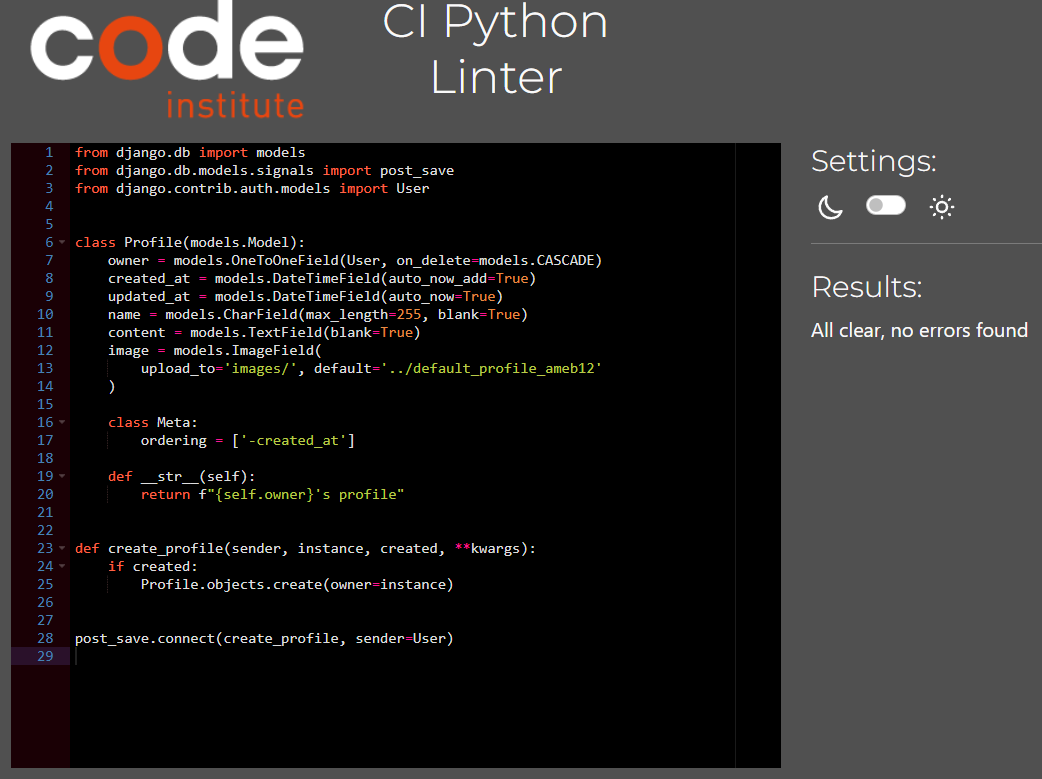 code
institute
CI Python
Linter
1 from django.db import models
2 from django.db.models.signals import post_save
3 from django.contrib.auth.models import User
4
5
6 class Profile(models.Model):
7     owner = models.OneToOneField(User, on_delete=models.CASCADE)
8     created_at = models.DateTimeField(auto_now_add=True)
9     updated_at = models.DateTimeField(auto_now=True)
10     name = models.CharField(max_length=255, blank=True)
11     content = models.TextField(blank=True)
12     image = models.ImageField(
13         upload_to='images/', default='../default_profile_ameb12'
14     )
15
16     class Meta:
17         ordering = ['-created_at']
18
19     def __str__(self):
20         return f"{self.owner}'s profile"
21
22
23 def create_profile(sender, instance, created, **kwargs):
24     if created:
25         Profile.objects.create(owner=instance)
26
27
28 post_save.connect(create_profile, sender=User)
29
Settings:
Results:
All clear, no errors found